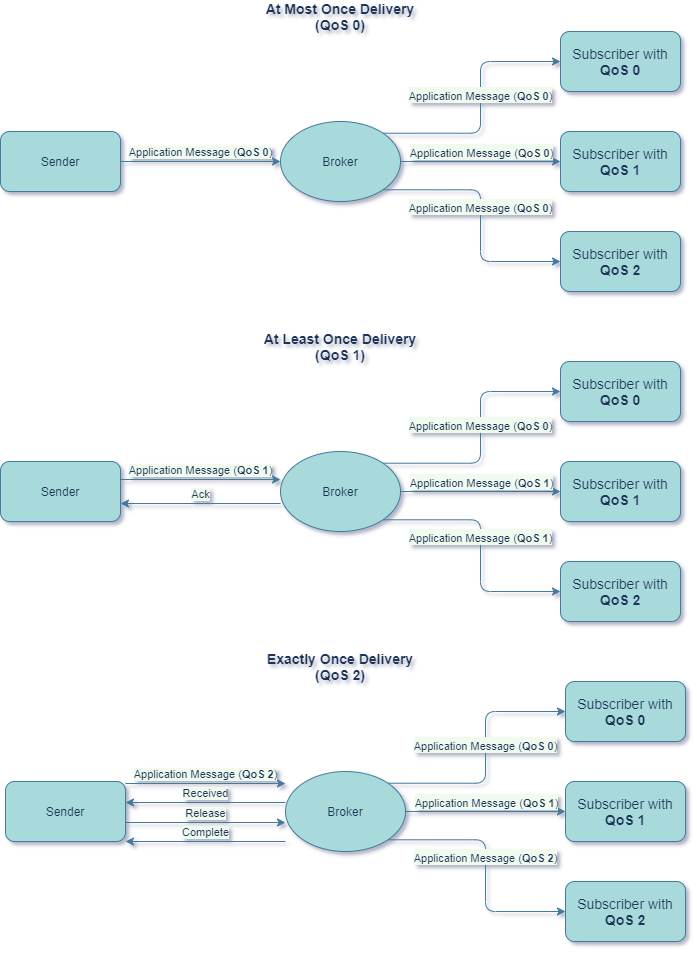 At Most Once Delivery
(QoS 0)
Subscriber with
QoS 0
Application Message (QoS 0)
Sender
Application Message (QoS 0)
Broker
Application Message (QoS 0)
Subscriber with
QoS 1
Application Message (QoS 0)
Subscriber with
QoS 2
At Least Once Delivery
(QoS 1)
Subscriber with
QoS 0
Application Message (QoS 0)
Sender
Application Message (QoS 1)
Ack
Broker
Application Message (QoS 1)
Subscriber with
QoS 1
Application Message (QoS 1)
Subscriber with
QoS 2
Exactly Once Delivery
(QoS 2)
Subscriber with
QoS 0
Application Message (QoS 0)
Sender
Application Message (QoS 2)
Received
Release
Complete
Broker
Application Message (QoS 1)
Subscriber with
QoS 1
Application Message (QoS 2)
Subscriber with
QoS 2